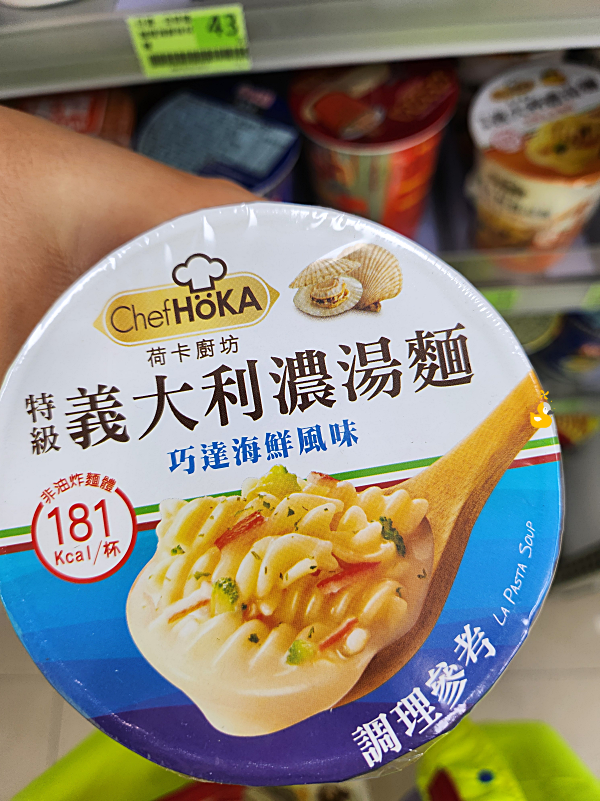 43
ChefHöKA
荷卡廚坊
特級
義大利濃湯麵
巧達海鮮風味
非油炸麵體
181
Kcal/杯
LA PASTA SOUP
調理參考